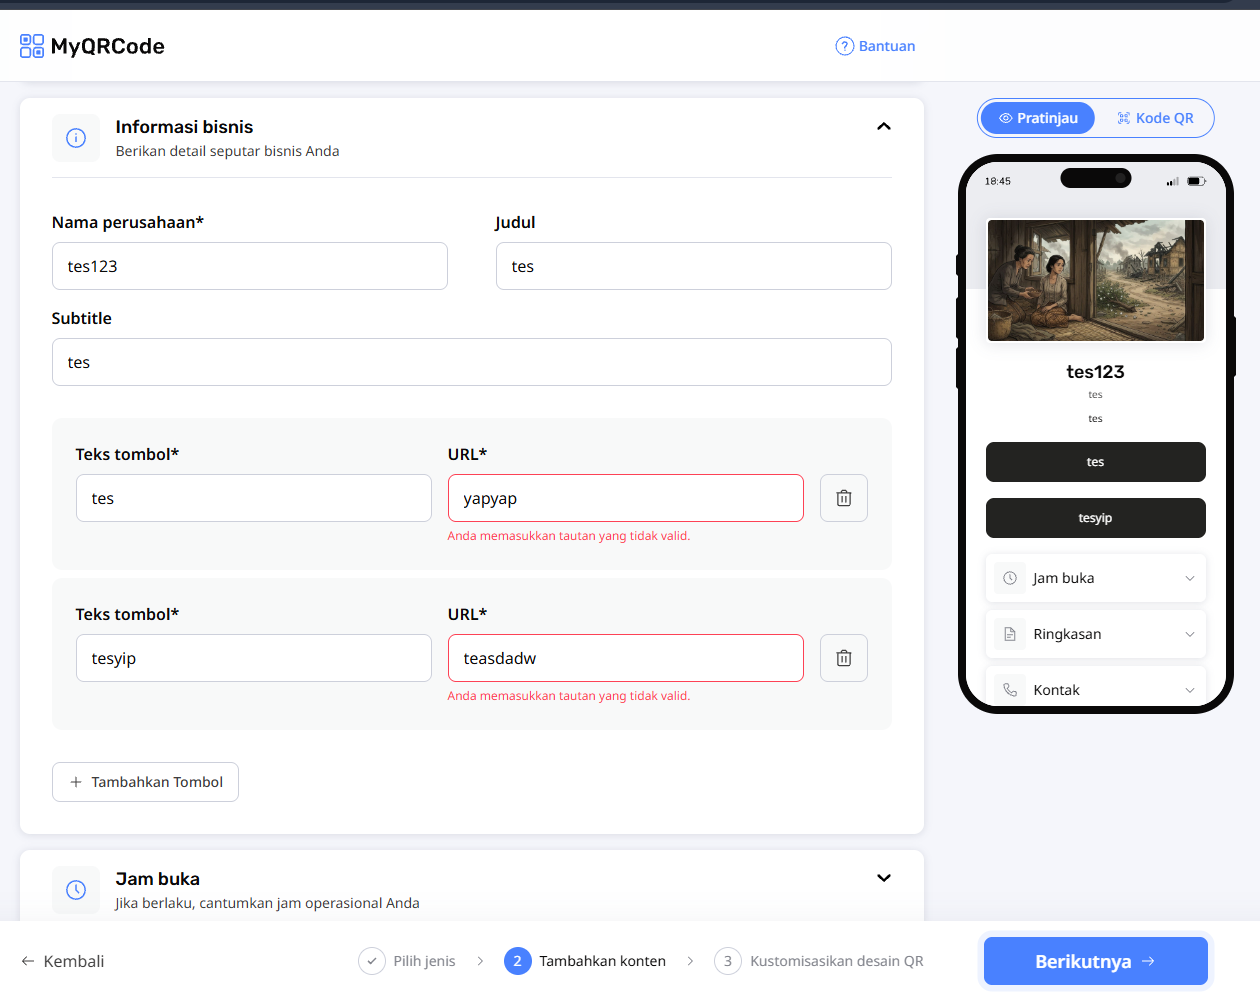 MyQRCode
Bantuan
Informasi bisnis
Berikan detail seputar bisnis Anda
Nama perusahaan*
Judul
tes123
tes
Subtitle
tes
Teks tombol*
URL*
tes
yapyap
Anda memasukkan tautan yang tidak valid.
Teks tombol*
URL*
tesyip
teasdadw
Anda memasukkan tautan yang tidak valid.
Tambahkan Tombol
Jam buka
Jika berlaku, cantumkan jam operasional Anda
Pratinjau
Kode QR
18:45
tes123
tes
tes
tes
tesyip
Jam buka
Ringkasan
Kontak
Kembali
Pilih jenis
2 Tambahkan konten
3 Kustomisasikan desain QR
Berikutnya